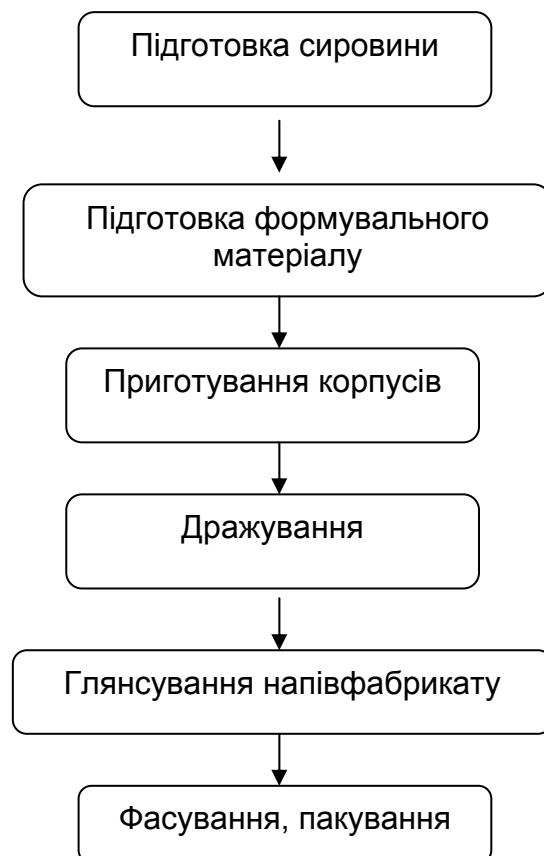 Підготовка сировини
Підготовка формувального
матеріалу
Приготування корпусів
Дражування
Глянсування напівфабрикату
Фасування, пакування